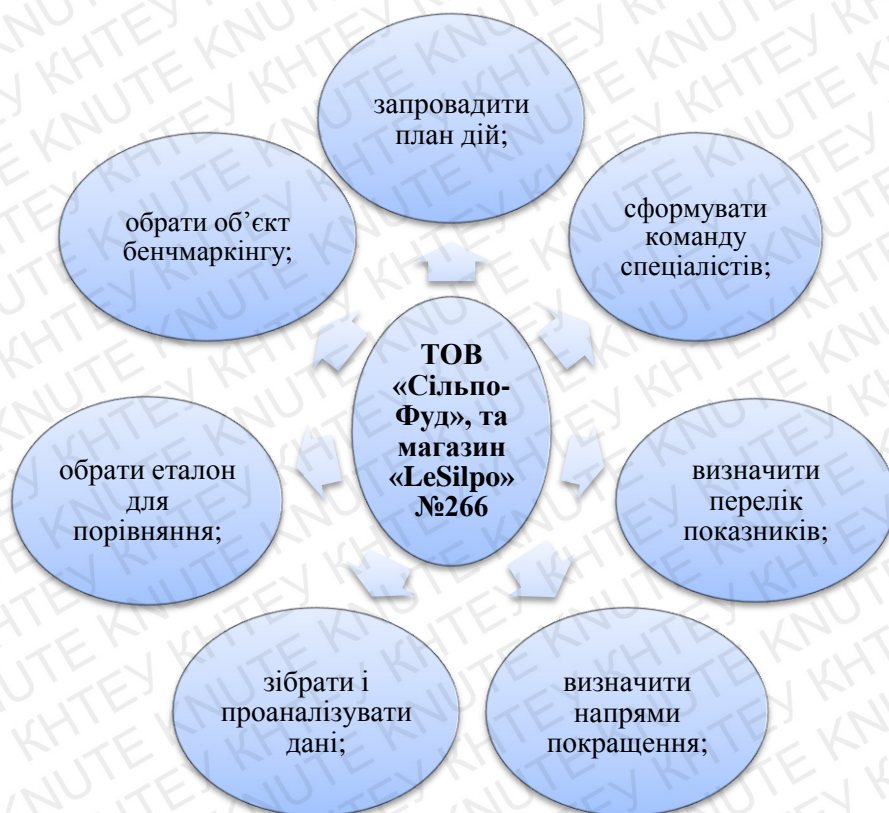 запровадити
план дій;
обрати об’єкт
бенчмаркінгу;
сформувати
команду
спеціалістів;
ТОВ
«Сільпо-
Фуд», та
магазин
«LeSilpo»
№266
обрати еталон
для
порівняння;
визначити
перелік
показників;
зібрати і
проаналізувати
дані;
визначити
напрями
покращення;